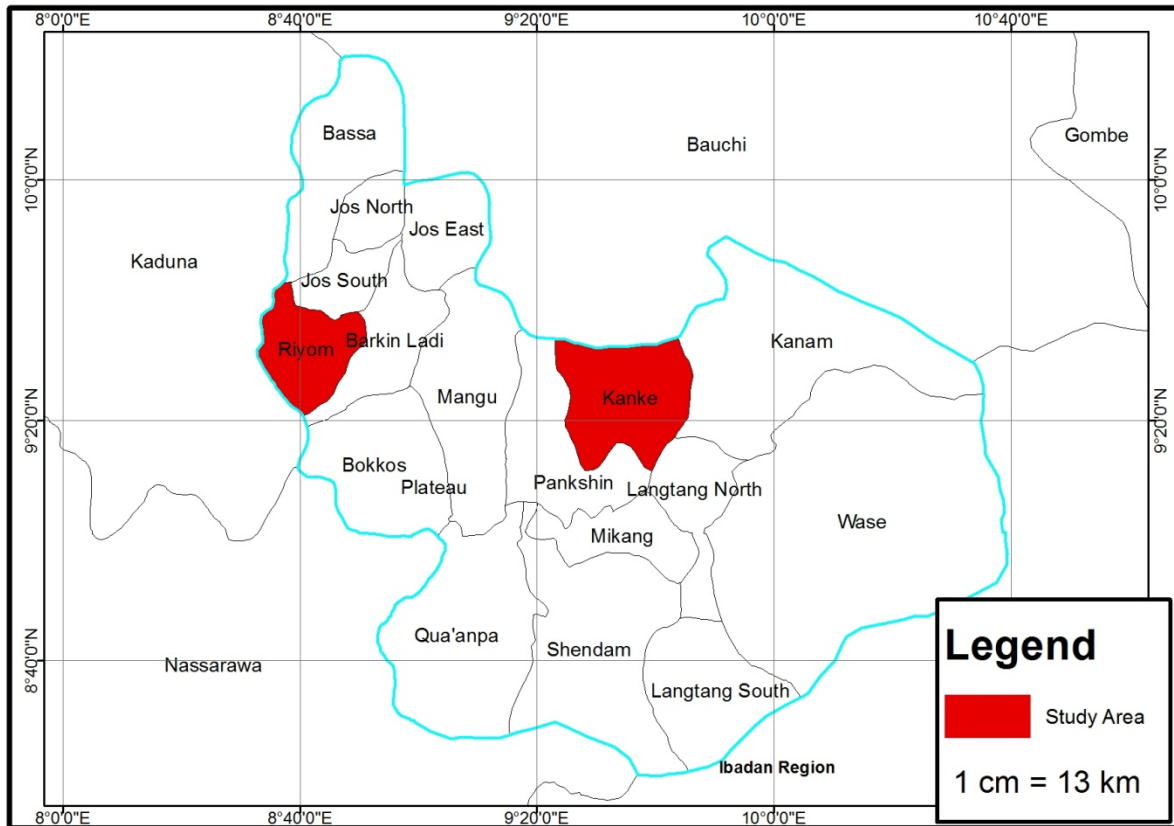 8°0'0"E 8°40'0"E 9°20'0"E 10°0'0"E 10°40'0"E
Bassa
Bauchi
Gombe
10°0'0"N
10°0'0"N
Jos North
Jos East
Kaduna
Jos South
Riyom
Barkin Ladi
Kanam
Mangu
Kanke
9°20'0"N
9°20'0"N
Bokkos
Plateau
Pankshin
Langtang North
Wase
Mikang
Qua'anpa
Shendam
Nassarawa
8°40'0"N
Langtang South
Ibadan Region
Legend
Study Area
1 cm = 13 km
8°0'0"E 8°40'0"E 9°20'0"E 10°0'0"E